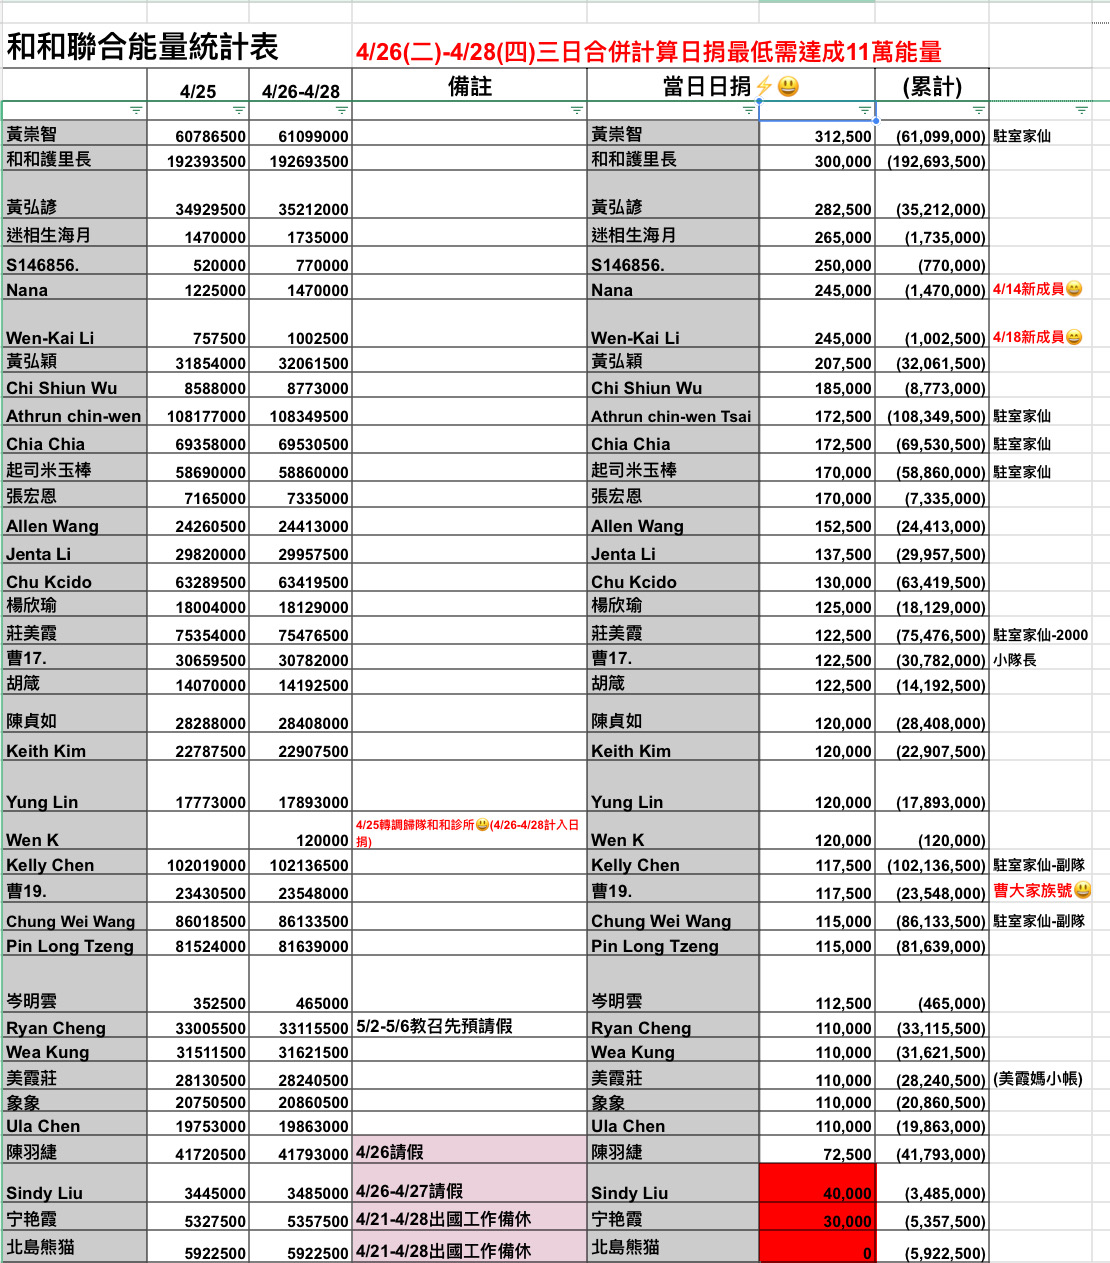 和和聯合能量統計表 4/26(二)-4/28(四)三日合併計算日捐最低需達成11萬能量
4/25 4/26-4/28 備註 當日日捐⚡😃 (累計)
黃崇智 60786500 61099000 黃崇智 312,500 (61,099,000) 駐室家仙
和和護里長 192393500 192693500 和和護里長 300,000 (192,693,500)
黃弘諺 34929500 35212000 黃弘諺 282,500 (35,212,000)
迷相生海月 1470000 1735000 迷相生海月 265,000 (1,735,000)
S146856. 520000 770000 S146856. 250,000 (770,000)
Nana 1225000 1470000 Nana 245,000 (1,470,000) 4/14新成員😄
Wen-Kai Li 757500 1002500 Wen-Kai Li 245,000 (1,002,500) 4/18新成員😄
黃弘穎 31854000 32061500 黃弘穎 207,500 (32,061,500)
Chi Shiun Wu 8588000 8773000 Chi Shiun Wu 185,000 (8,773,000)
Athrun chin-wen 108177000 108349500 Athrun chin-wen Tsai 172,500 (108,349,500) 駐室家仙
Chia Chia 69358000 69530500 Chia Chia 172,500 (69,530,500) 駐室家仙
起司米玉棒 58690000 58860000 起司米玉棒 170,000 (58,860,000) 駐室家仙
張宏恩 7165000 7335000 張宏恩 170,000 (7,335,000)
Allen Wang 24260500 24413000 Allen Wang 152,500 (24,413,000)
Jenta Li 29820000 29957500 Jenta Li 137,500 (29,957,500)
Chu Kcido 63289500 63419500 Chu Kcido 130,000 (63,419,500)
楊欣瑜 18004000 18129000 楊欣瑜 125,000 (18,129,000)
莊美霞 75354000 75476500 莊美霞 122,500 (75,476,500) 駐室家仙-2000
曹17. 30659500 30782000 曹17. 122,500 (30,782,000) 小隊長
胡箴 14070000 14192500 胡箴 122,500 (14,192,500)
陳貞如 28288000 28408000 陳貞如 120,000 (28,408,000)
Keith Kim 22787500 22907500 Keith Kim 120,000 (22,907,500)
Yung Lin 17773000 17893000 Yung Lin 120,000 (17,893,000)
Wen K 120000 4/25轉調歸隊和和診所😃(4/26-4/28計入日
捐) Wen K 120,000 (120,000)
Kelly Chen 102019000 102136500 Kelly Chen 117,500 (102,136,500) 駐室家仙-副隊
曹19. 23430500 23548000 曹19. 117,500 (23,548,000) 曹大家族號😃
Chung Wei Wang 86018500 86133500 Chung Wei Wang 115,000 (86,133,500) 駐室家仙-副隊
Pin Long Tzeng 81524000 81639000 Pin Long Tzeng 115,000 (81,639,000)
岑明雲 352500 465000 岑明雲 112,500 (465,000)
Ryan Cheng 33005500 33115500 5/2-5/6教召先預請假 Ryan Cheng 110,000 (33,115,500)
Wea Kung 31511500 31621500 Wea Kung 110,000 (31,621,500)
美霞莊 28130500 28240500 美霞莊 110,000 (28,240,500) (美霞媽小帳)
象象 20750500 20860500 象象 110,000 (20,860,500)
Ula Chen 19753000 19863000 Ula Chen 110,000 (19,863,000)
陳羽緁 41720500 41793000 4/26請假 陳羽緁 72,500 (41,793,000)
Sindy Liu 3445000 3485000 4/26-4/27請假 Sindy Liu 40,000 (3,485,000)
宁艳霞 5327500 5357500 4/21-4/28出國工作備休 宁艳霞 30,000 (5,357,500)
北島熊猫 5922500 5922500 4/21-4/28出國工作備休 北島熊猫 0 (5,922,500)